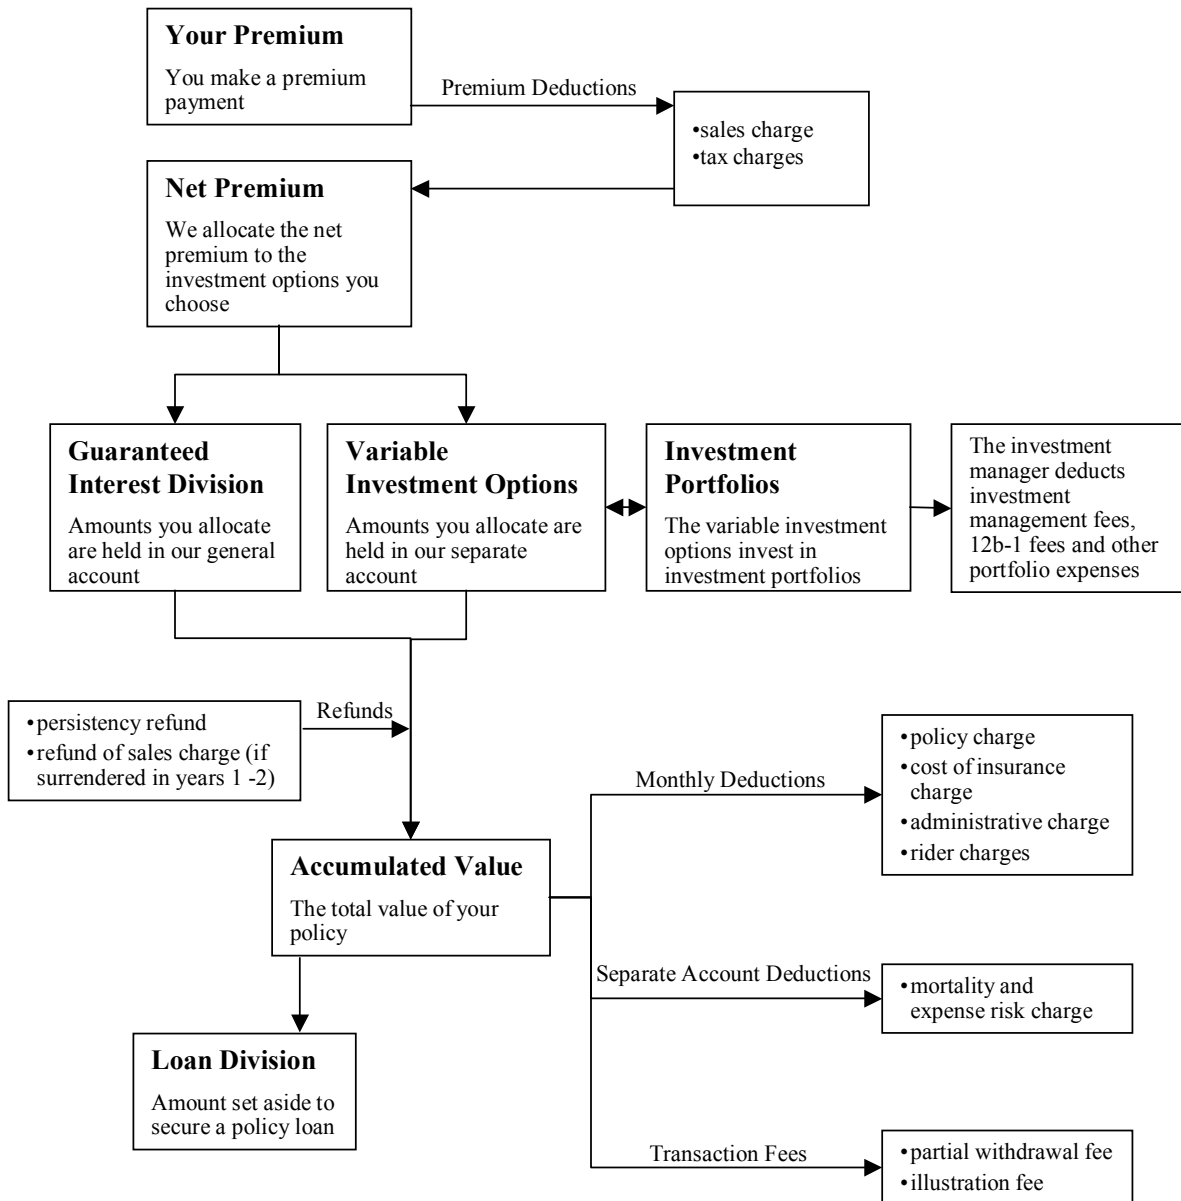 Your Premium
You make a premium
payment
Premium Deductions
•sales charge
•tax charges
Net Premium
We allocate the net
premium to the
investment options you
choose
Guaranteed
Interest Division
Amounts you allocate
are held in our general
account
Variable
Investment Options
Amounts you allocate are
held in our separate
account
Investment
Portfolios
The variable investment
options invest in
investment portfolios
The investment
manager deducts
investment
management fees,
12b-1 fees and other
portfolio expenses
•persistency refund
•refund of sales charge (if
surrendered in years 1 -2)
Refunds
Monthly Deductions
•policy charge
•cost of insurance
charge
•administrative charge
•rider charges
Accumulated Value
The total value of your
policy
Separate Account Deductions
•mortality and
expense risk charge
Loan Division
Amount set aside to
secure a policy loan
Transaction Fees
•partial withdrawal fee
•illustration fee